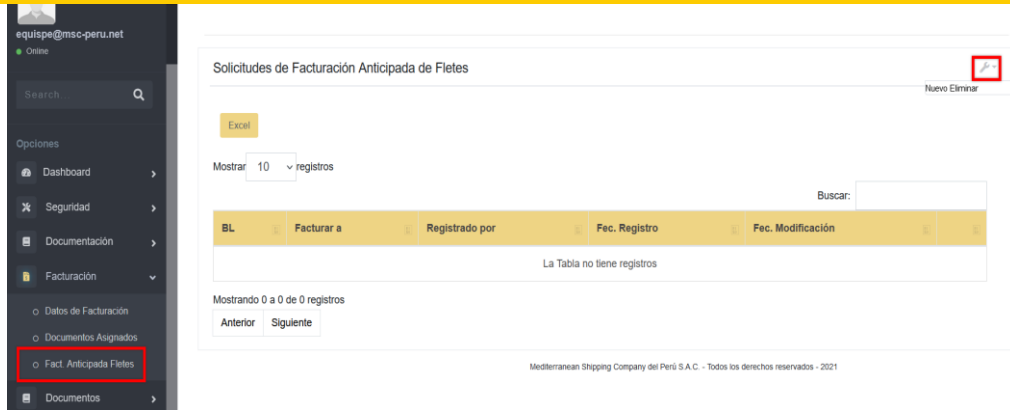 equispe@msc-peru.net
Online
Search...
Opciones
Dashboard
Seguridad
Documentación
Facturación
Datos de Facturación
Documentos Asignados
Fact. Anticipada Fletes
Documentos
Solicitudes de Facturación Anticipada de Fletes
Nuevo Eliminar
Excel
Mostrar 10 registros
Buscar:
BL Facturar a Registrado por Fec. Registro Fec. Modificación
La Tabla no tiene registros
Mostrando 0 a 0 de 0 registros
Anterior Siguiente
Mediterranean Shipping Company del Perú S.A.C. - Todos los derechos reservados - 2021